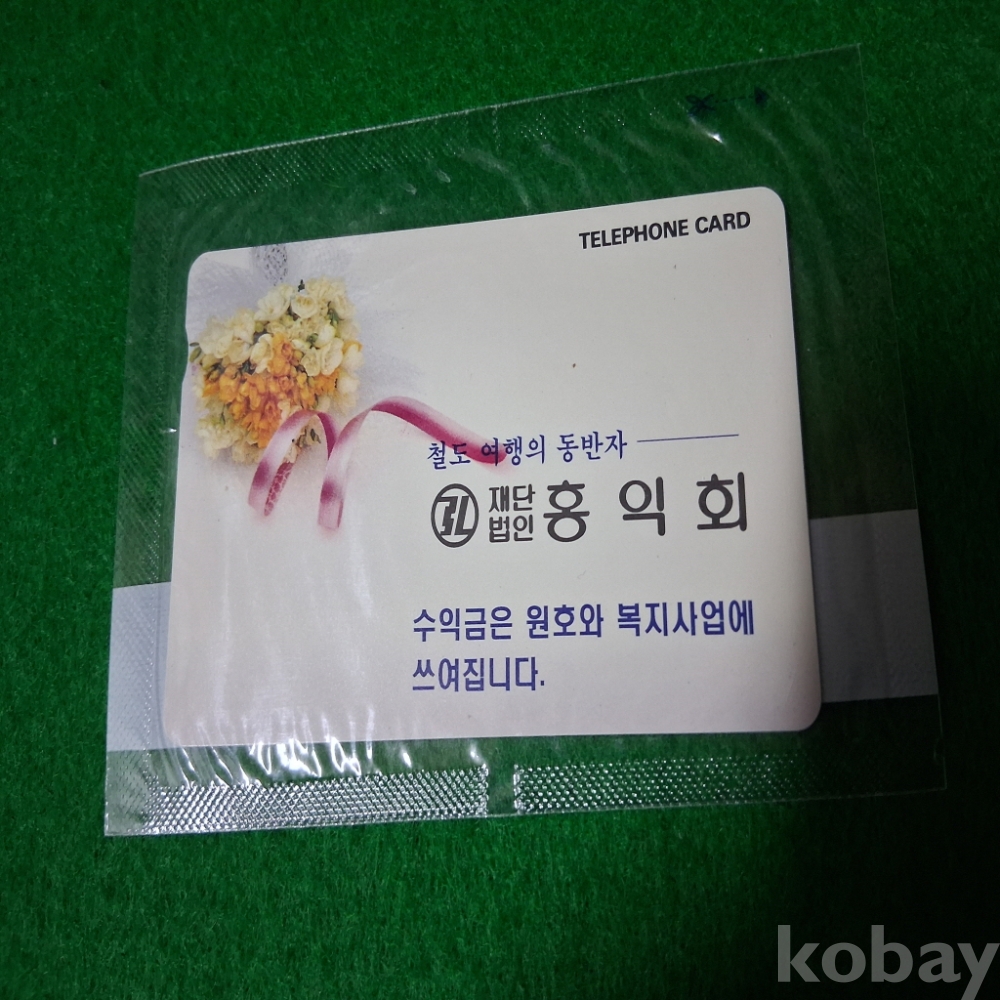 TELEPHONE CARD
철도 여행의 동반자
재단법인 홍익회
수익금은 원호와 복지사업에
쓰여집니다.
kobay